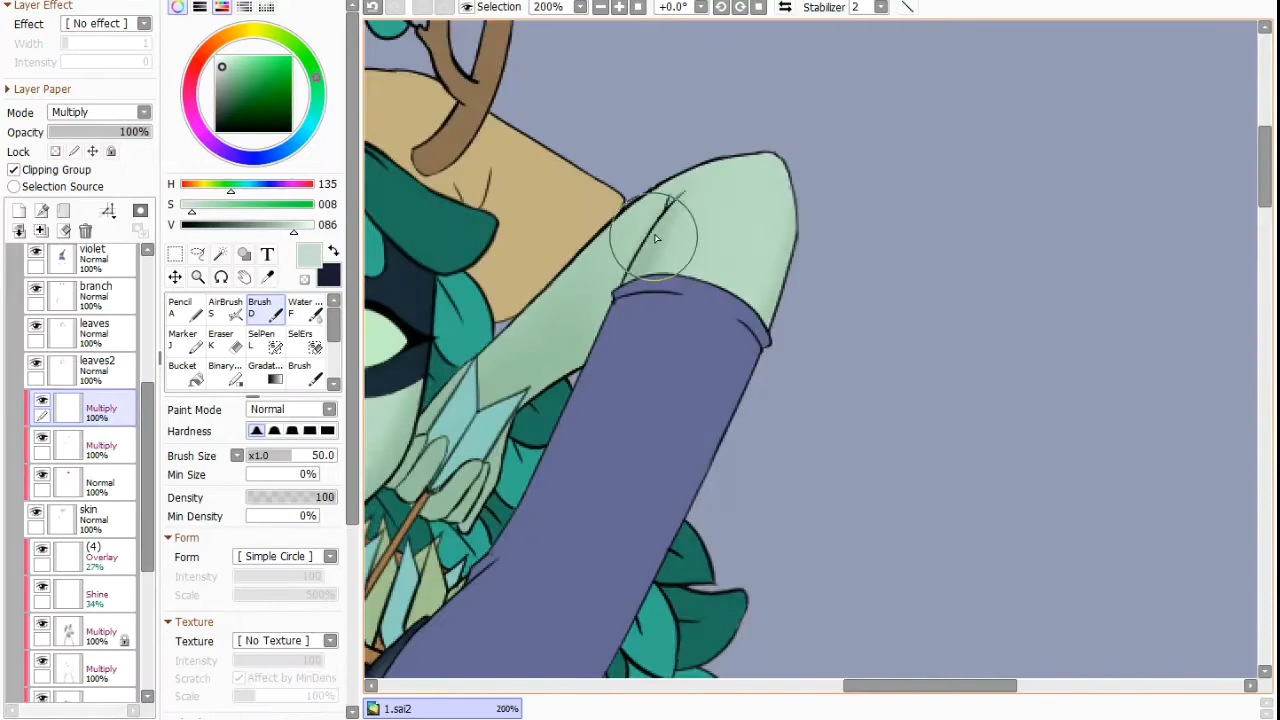 Layer Effect
Effect [ No effect ]
Width 1
Intensity 0
Layer Paper
Mode Multiply
Opacity 100%
Lock
Clipping Group
Selection Source
violet
Normal
100%
branch
Normal
100%
leaves
Normal
100%
leaves2
Normal
100%
Multiply
100%
Multiply
100%
Normal
100%
skin
Normal
100%
(4)
Overlay
27%
Shine
34%
Multiply
100%
Multiply
100%
H 135
S 008
V 086
T
Pencil AirBrush Brush Water ...
A S D F
Marker Eraser SelPen SelErs
J K L
Bucket Binary... Gradat... Brush
Paint Mode Normal
Hardness
Brush Size x1.0 50.0
Min Size 0%
Density 100
Min Density 0%
Form
Form [ Simple Circle ]
Intensity 100
Scale 500%
Texture
Texture [ No Texture ]
Intensity 100
Scratch Affect by MinDens
Scale 100%
Selection 200% +0.0° Stabilizer 2
1.sai2 200%